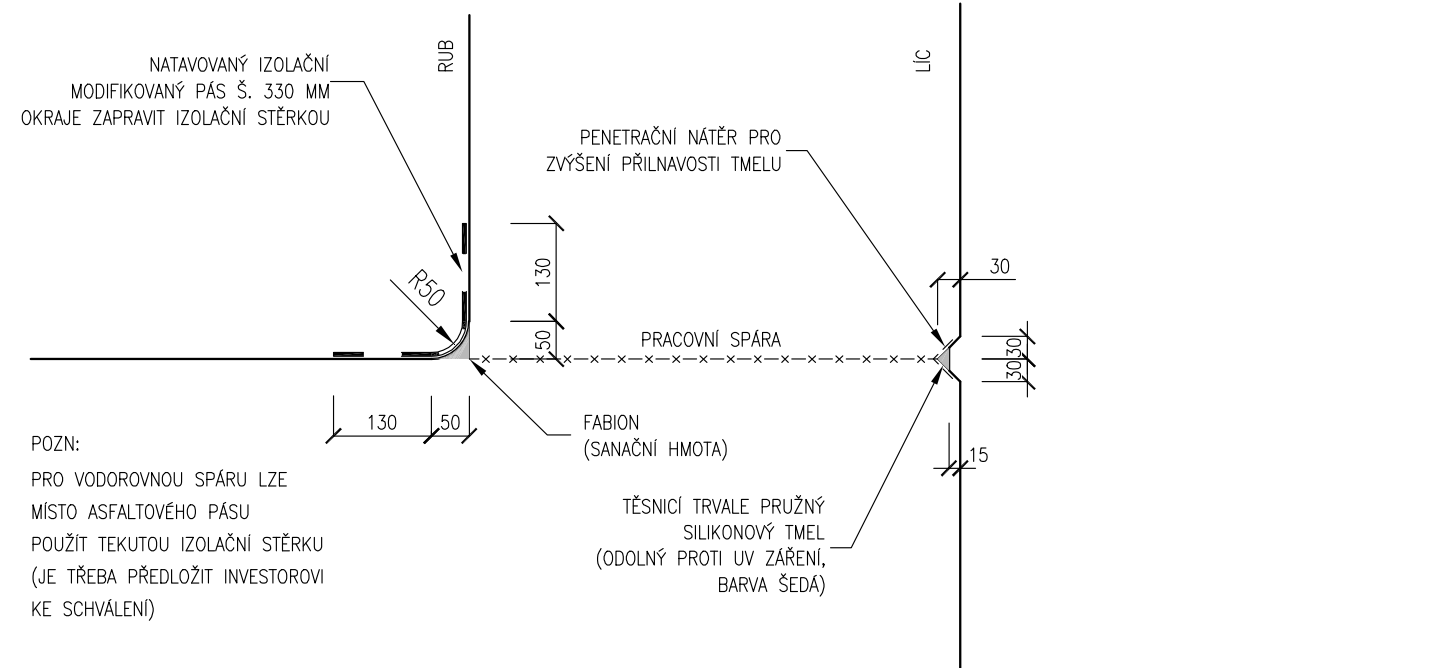 RUB
LÍC
NATAVOVANÝ IZOLAČNÍ
MODIFIKOVANÝ PÁS Š. 330 MM
OKRAJE ZAPRAVIT IZOLAČNÍ STĚRKOU
PENETRAČNÍ NÁTĚR PRO
ZVÝŠENÍ PŘILNAVOSTI TMELU
R50
130
50
30
PRACOVNÍ SPÁRA
30
30
130
50
15
FABION
(SANAČNÍ HMOTA)
POZN:
PRO VODOROVNOU SPÁRU LZE
MÍSTO ASFALTOVÉHO PÁSU
POUŽÍT TEKUTOU IZOLAČNÍ STĚRKU
(JE TŘEBA PŘEDLOŽIT INVESTOROVI
KE SCHVÁLENÍ)
TĚSNICÍ TRVALE PRUŽNÝ
SILIKONOVÝ TMEL
(ODOLNÝ PROTI UV ZÁŘENÍ,
BARVA ŠEDÁ)